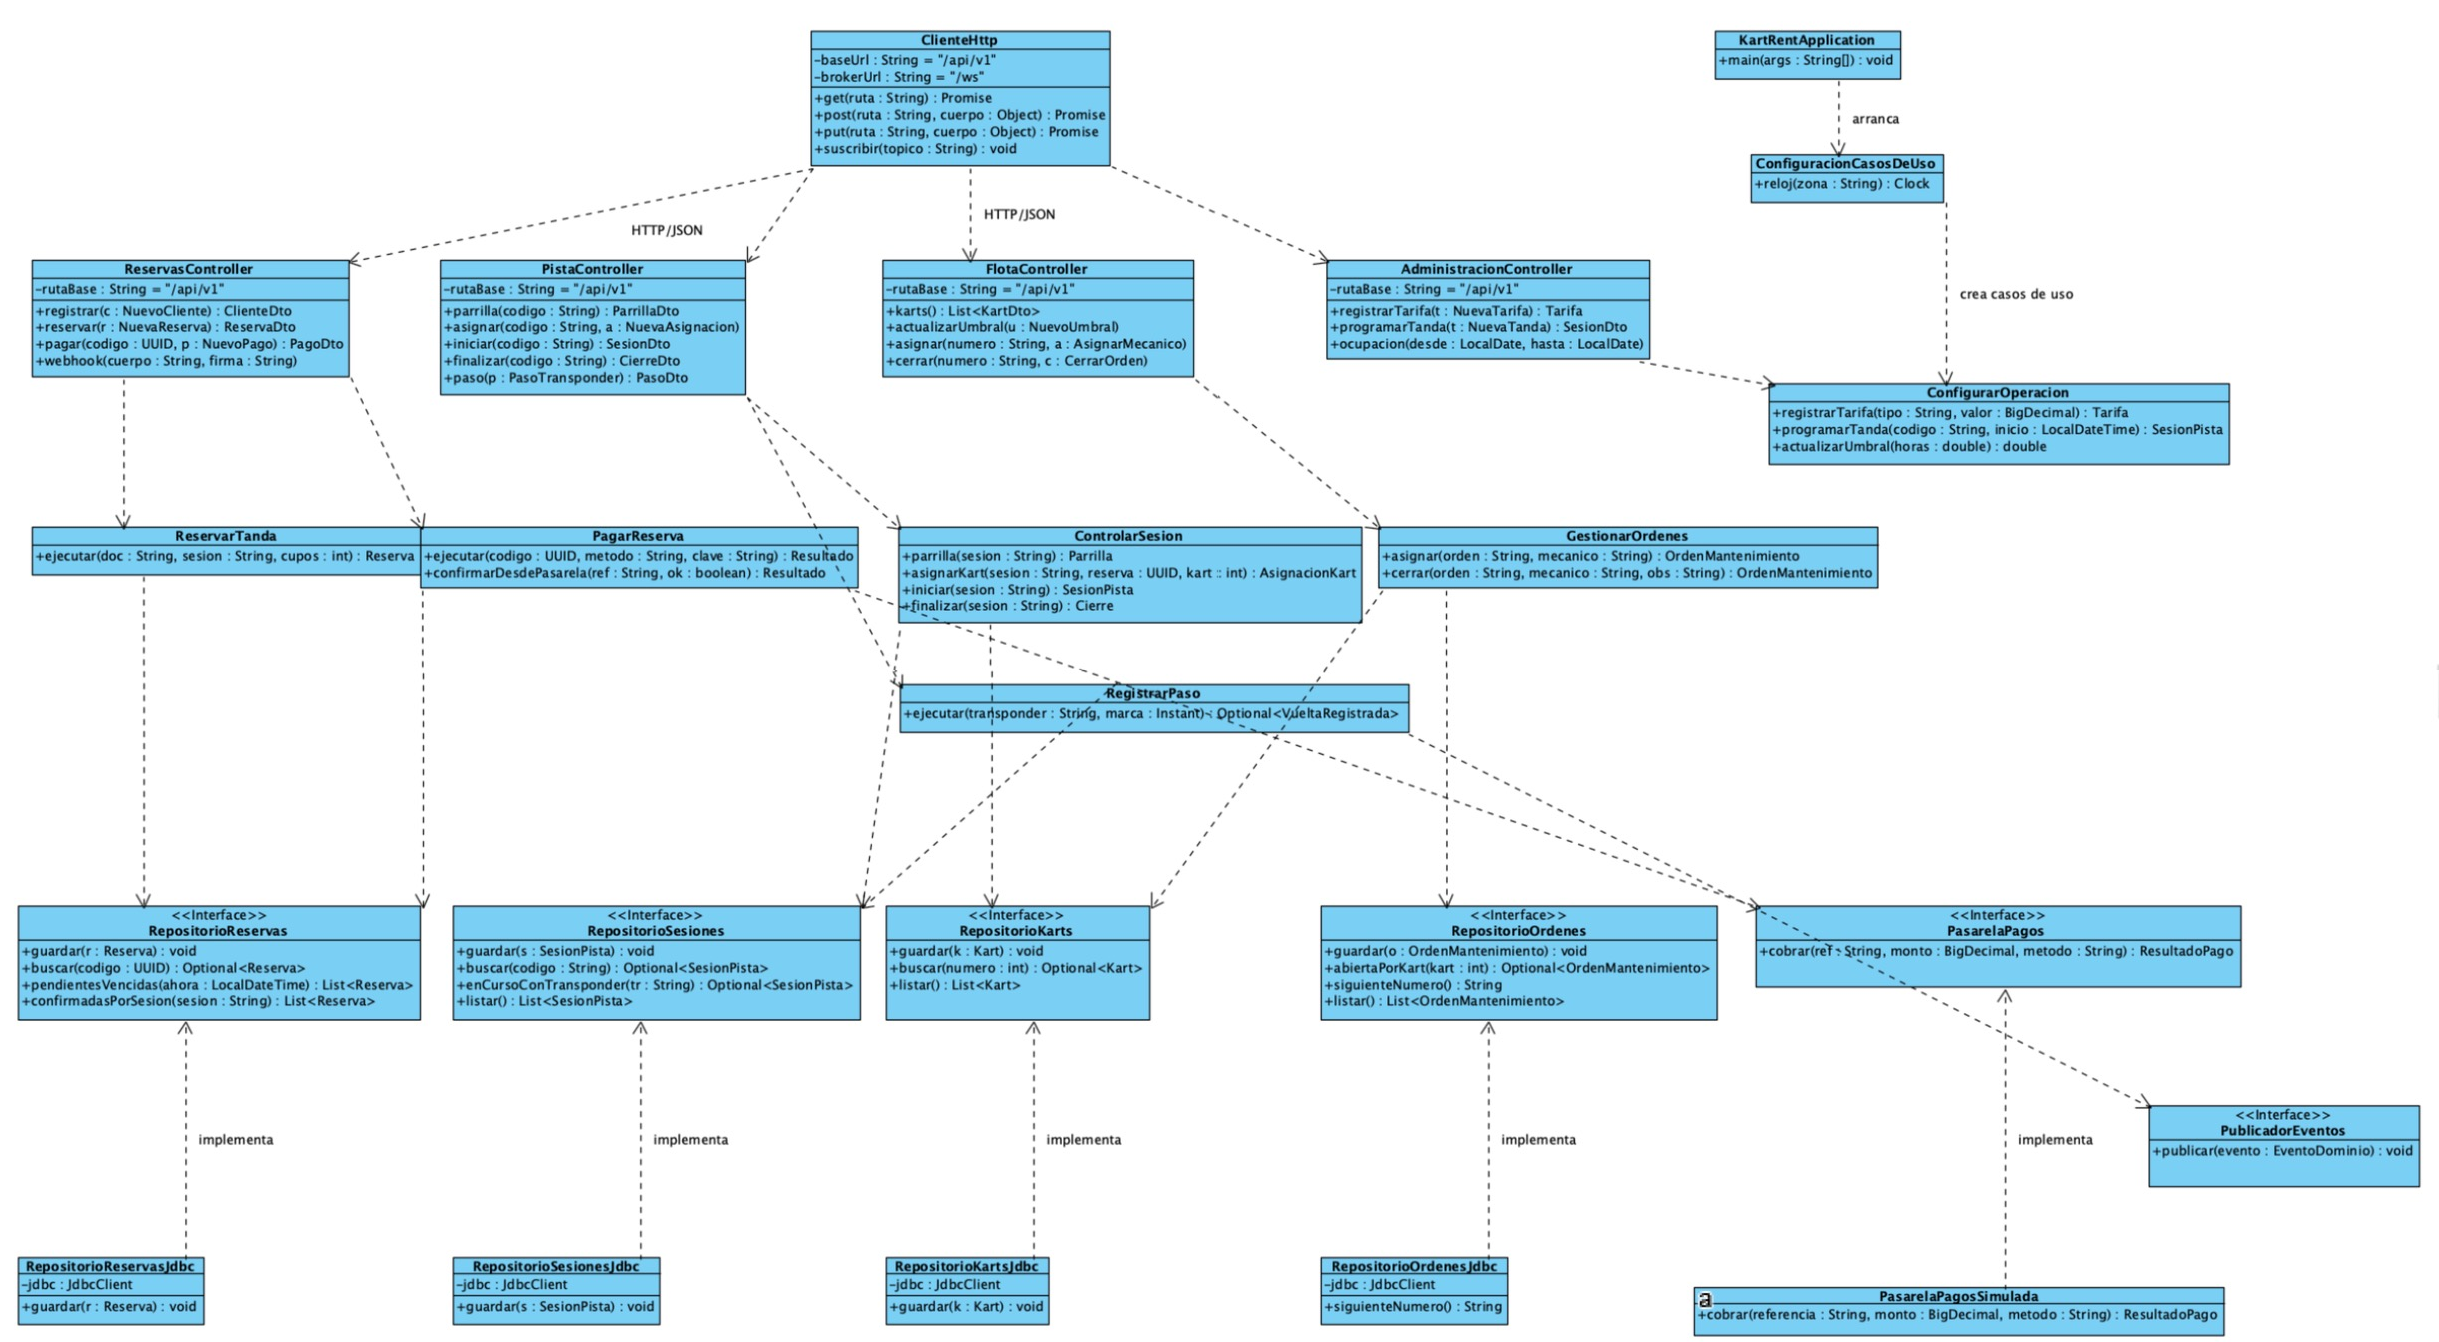 ClienteHttp
-baseUrl : String = "/api/v1"
-brokerUrl : String = "/ws"
+get(ruta : String) : Promise
+post(ruta : String, cuerpo : Object) : Promise
+put(ruta : String, cuerpo : Object) : Promise
+suscribir(topico : String) : void
KartRentApplication
+main(args : String[]) : void
arranca
ConfiguracionCasosDeUso
+reloj(zona : String) : Clock
HTTP/JSON
HTTP/JSON
crea casos de uso
ReservasController
-rutaBase : String = "/api/v1"
+registrar(c : NuevoCliente) : ClienteDto
+reservar(r : NuevaReserva) : ReservaDto
+pagar(codigo : UUID, p : NuevoPago) : PagoDto
+webhook(cuerpo : String, firma : String)
PistaController
-rutaBase : String = "/api/v1"
+parrilla(codigo : String) : ParrillaDto
+asignar(codigo : String, a : NuevaAsignacion)
+iniciar(codigo : String) : SesionDto
+finalizar(codigo : String) : CierreDto
+paso(p : PasoTransponder) : PasoDto
FlotaController
-rutaBase : String = "/api/v1"
+karts() : List<KartDto>
+actualizarUmbral(u : NuevoUmbral)
+asignar(numero : String, a : AsignarMecanico)
+cerrar(numero : String, c : CerrarOrden)
AdministracionController
-rutaBase : String = "/api/v1"
+registrarTarifa(t : NuevaTarifa) : Tarifa
+programarTanda(t : NuevaTanda) : SesionDto
+ocupacion(desde : LocalDate, hasta : LocalDate)
ConfigurarOperacion
+registrarTarifa(tipo : String, valor : BigDecimal) : Tarifa
+programarTanda(codigo : String, inicio : LocalDateTime) : SesionPista
+actualizarUmbral(horas : double) : double
ReservarTanda
+ejecutar(doc : String, sesion : String, cupos : int) : Reserva
PagarReserva
+ejecutar(codigo : UUID, metodo : String, clave : String) : Resultado
+confirmarDesdePasarela(ref : String, ok : boolean) : Resultado
ControlarSesion
+parrilla(sesion : String) : Parrilla
+asignarKart(sesion : String, reserva : UUID, kart : int) : AsignacionKart
+iniciar(sesion : String) : SesionPista
+finalizar(sesion : String) : Cierre
GestionarOrdenes
+asignar(orden : String, mecanico : String) : OrdenMantenimiento
+cerrar(orden : String, mecanico : String, obs : String) : OrdenMantenimiento
RegistrarPaso
+ejecutar(transponder : String, marca : Instant) : Optional<VueltaRegistrada>
<<Interface>>
RepositorioReservas
+guardar(r : Reserva) : void
+buscar(codigo : UUID) : Optional<Reserva>
+pendientesVencidas(ahora : LocalDateTime) : List<Reserva>
+confirmadasPorSesion(sesion : String) : List<Reserva>
<<Interface>>
RepositorioSesiones
+guardar(s : SesionPista) : void
+buscar(codigo : String) : Optional<SesionPista>
+enCursoConTransponder(tr : String) : Optional<SesionPista>
+listar() : List<SesionPista>
<<Interface>>
RepositorioKarts
+guardar(k : Kart) : void
+buscar(numero : int) : Optional<Kart>
+listar() : List<Kart>
<<Interface>>
RepositorioOrdenes
+guardar(o : OrdenMantenimiento) : void
+abiertaPorKart(kart : int) : Optional<OrdenMantenimiento>
+siguienteNumero() : String
+listar() : List<OrdenMantenimiento>
<<Interface>>
PasarelaPagos
+cobrar(ref : String, monto : BigDecimal, metodo : String) : ResultadoPago
<<Interface>>
PublicadorEventos
+publicar(evento : EventoDominio) : void
implementa
implementa
implementa
implementa
implementa
RepositorioReservasJdbc
-jdbc : JdbcClient
+guardar(r : Reserva) : void
RepositorioSesionesJdbc
-jdbc : JdbcClient
+guardar(s : SesionPista) : void
RepositorioKartsJdbc
-jdbc : JdbcClient
+guardar(k : Kart) : void
RepositorioOrdenesJdbc
-jdbc : JdbcClient
+siguienteNumero() : String
a
PasarelaPagosSimulada
+cobrar(referencia : String, monto : BigDecimal, metodo : String) : ResultadoPago